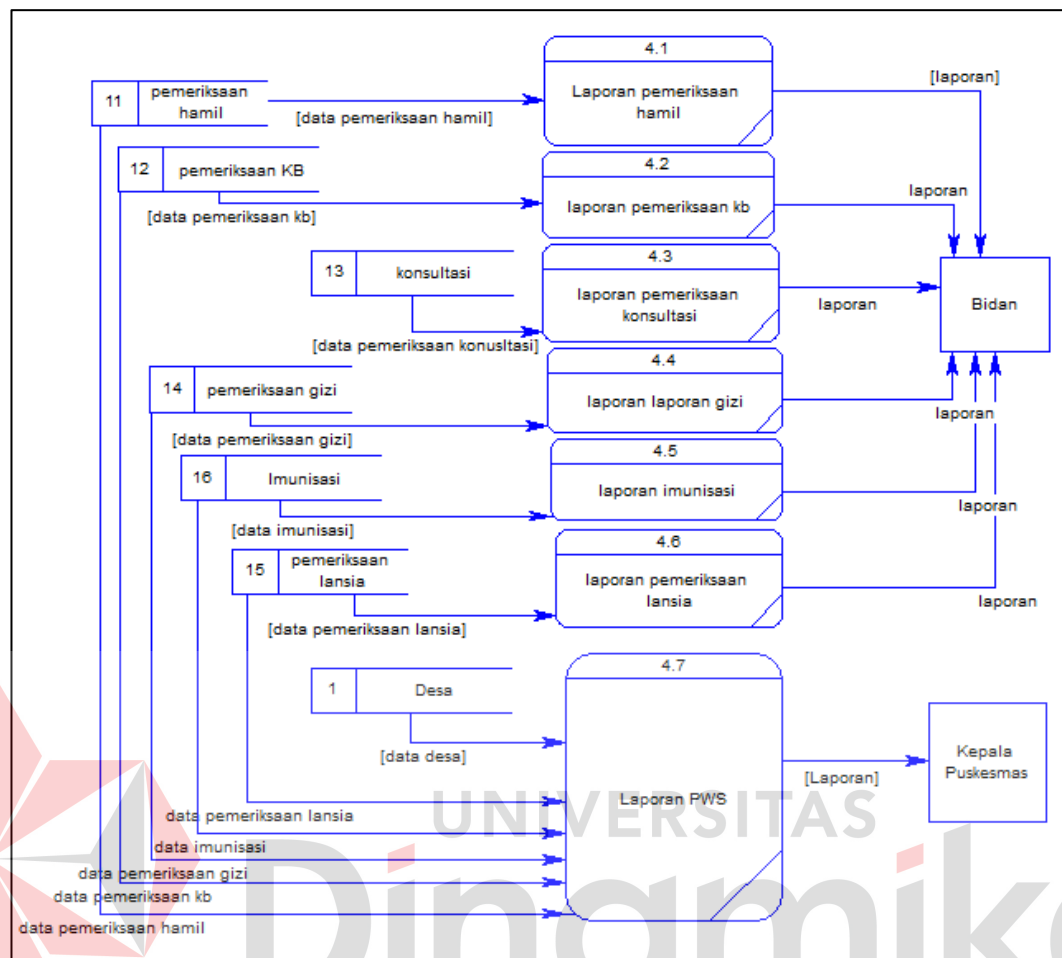 4.1
11
pemeriksaan
hamil
[data pemeriksaan hamil]
Laporan pemeriksaan
hamil
[laporan]
12
pemeriksaan KB
[data pemeriksaan kb]
4.2
laporan pemeriksaan kb
laporan
13
konsultasi
[data pemeriksaan konusltasi]
4.3
laporan pemeriksaan
konsultasi
laporan
Bidan
14
pemeriksaan gizi
[data pemeriksaan gizi]
4.4
laporan laporan gizi
laporan
16
Imunisasi
[data imunisasi]
4.5
laporan imunisasi
laporan
15
pemeriksaan
lansia
[data pemeriksaan lansia]
4.6
laporan pemeriksaan
lansia
laporan
1
Desa
[data desa]
4.7
Laporan PWS
[Laporan]
Kepala
Puskesmas
data pemeriksaan lansia
data imunisasi
data pemeriksaan gizi
data pemeriksaan kb
data pemeriksaan hamil
UNIVERSITAS
Dinamika